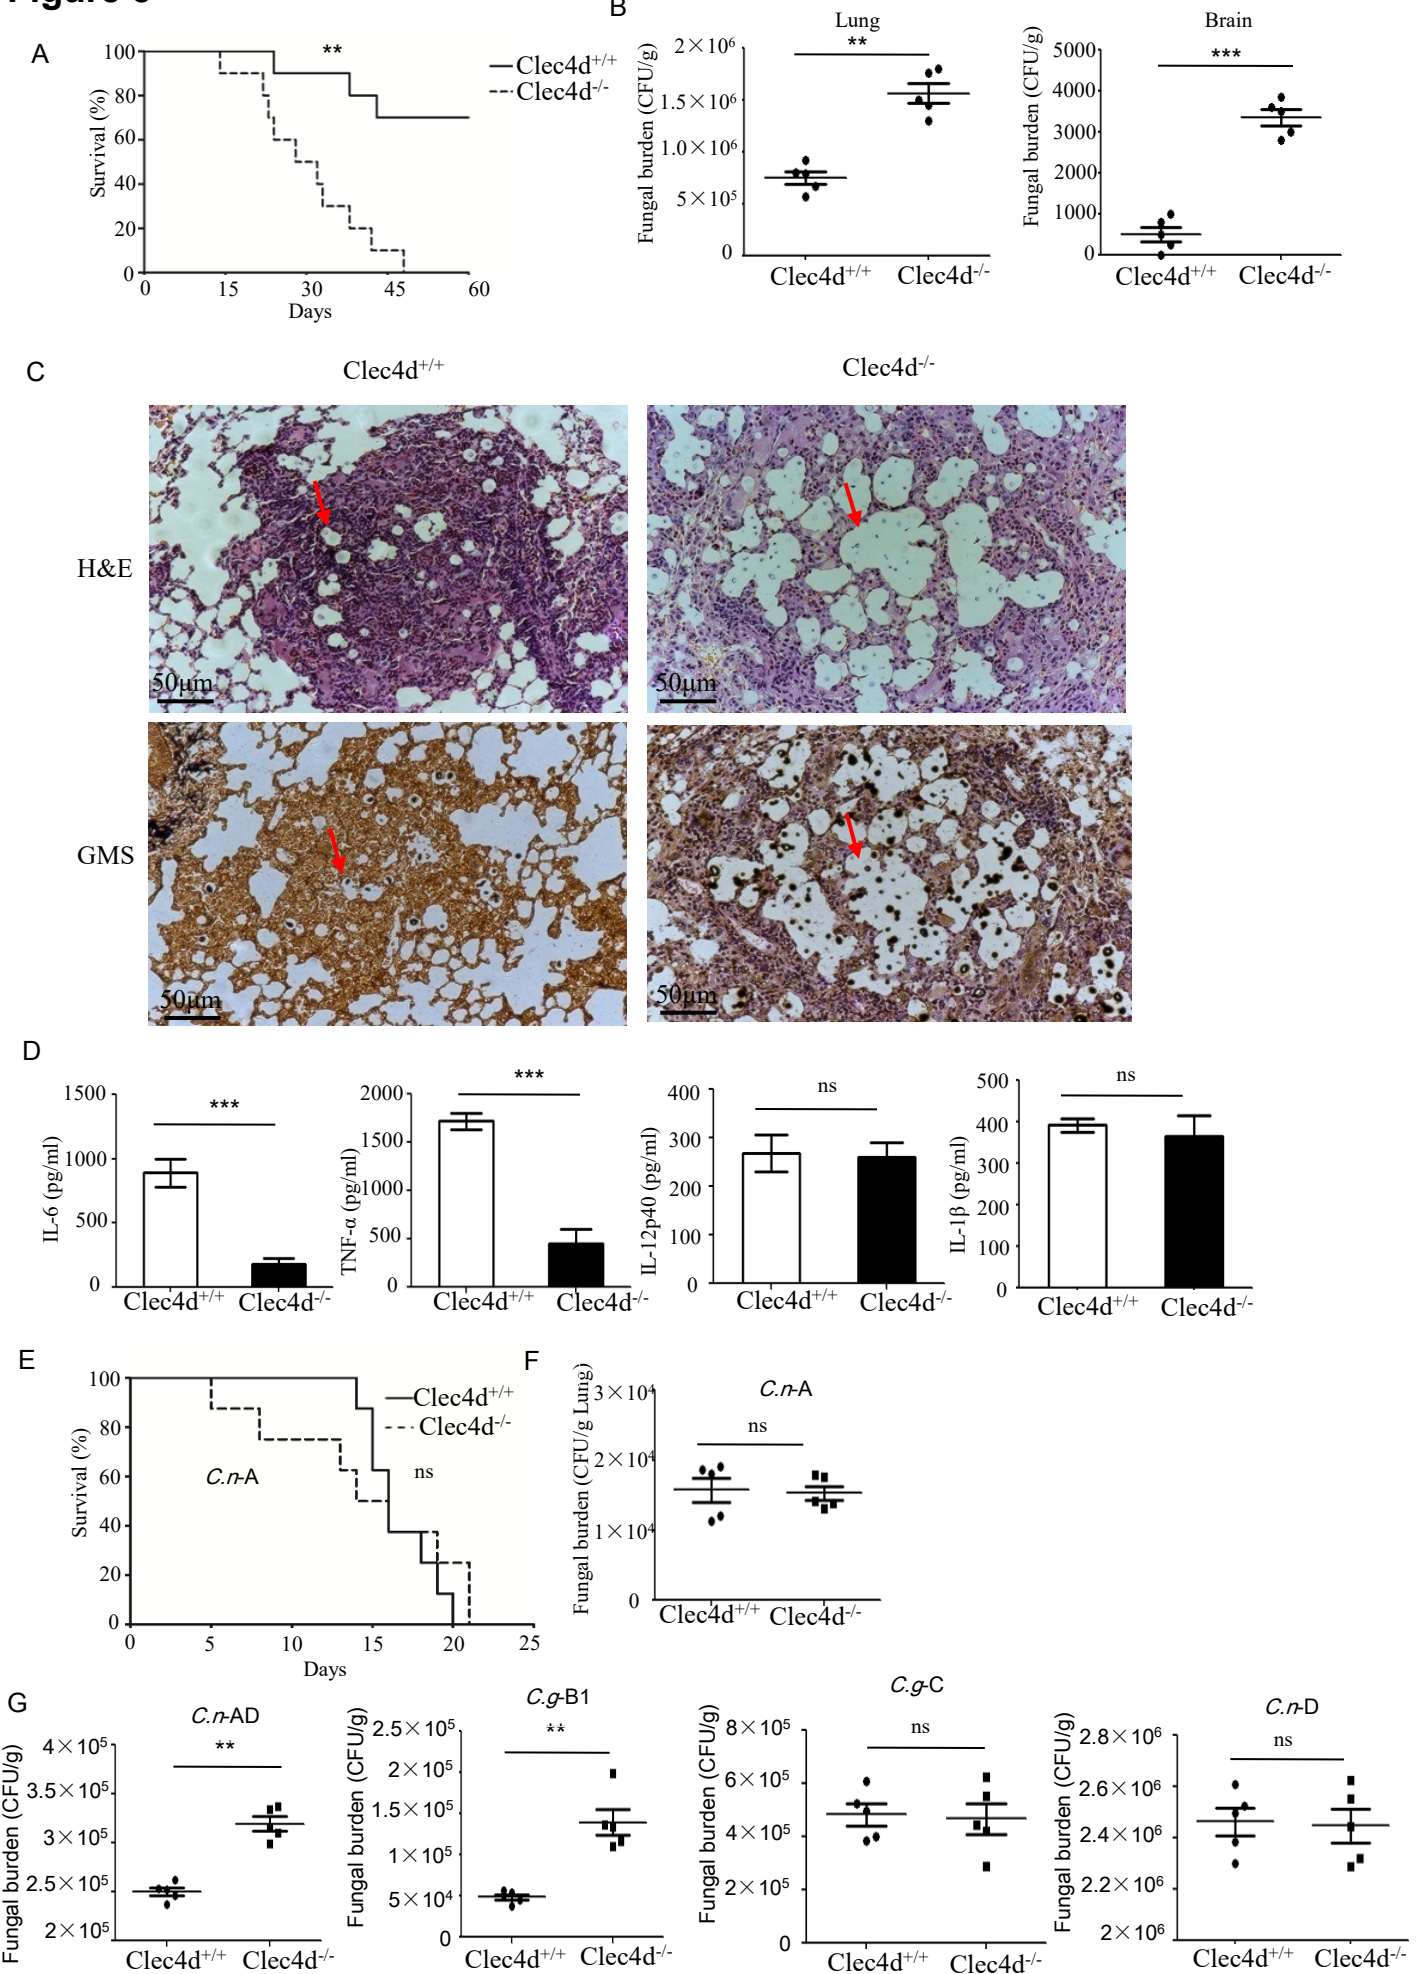 A
100
80
60
40
20
0
Survival (%)
0 15 30 45 60
Days
**
Clec4d+/+
Clec4d-/-
B
Lung
**
Fungal burden (CFU/g)
2×10⁶
1.5×10⁶
1.0×10⁶
5×10⁵
0
Clec4d+/+ Clec4d-/-
Brain
***
Fungal burden (CFU/g)
5000
4000
3000
2000
1000
0
Clec4d+/+ Clec4d-/-
C
Clec4d+/+ Clec4d-/-
H&E
50μm
50μm
GMS
50μm
50μm
D
IL-6 (pg/ml)
1500
1000
500
0
***
Clec4d+/+ Clec4d-/-
TNF-α (pg/ml)
2000
1500
1000
500
0
***
Clec4d+/+ Clec4d-/-
IL-12p40 (pg/ml)
400
300
200
100
0
ns
Clec4d+/+ Clec4d-/-
IL-1β (pg/ml)
500
400
300
200
100
0
ns
Clec4d+/+ Clec4d-/-
E
Survival (%)
100
80
60
40
20
0
0 5 10 15 20 25
Days
C.n-A
ns
Clec4d+/+
Clec4d-/-
F
C.n-A
ns
Fungal burden (CFU/g Lung)
3×10⁴
2×10⁴
1×10⁴
0
Clec4d+/+ Clec4d-/-
G
C.n-AD
**
Fungal burden (CFU/g)
4×10⁵
3.5×10⁵
3×10⁵
2.5×10⁵
2×10⁵
Clec4d+/+ Clec4d-/-
C.g-B1
**
Fungal burden (CFU/g)
2.5×10⁵
2×10⁵
1.5×10⁵
1×10⁵
5×10⁴
0
Clec4d+/+ Clec4d-/-
C.g-C
ns
Fungal burden (CFU/g)
8×10⁵
6×10⁵
4×10⁵
2×10⁵
0
Clec4d+/+ Clec4d-/-
C.n-D
ns
Fungal burden (CFU/g)
2.8×10⁶
2.6×10⁶
2.4×10⁶
2.2×10⁶
2×10⁶
Clec4d+/+ Clec4d-/-